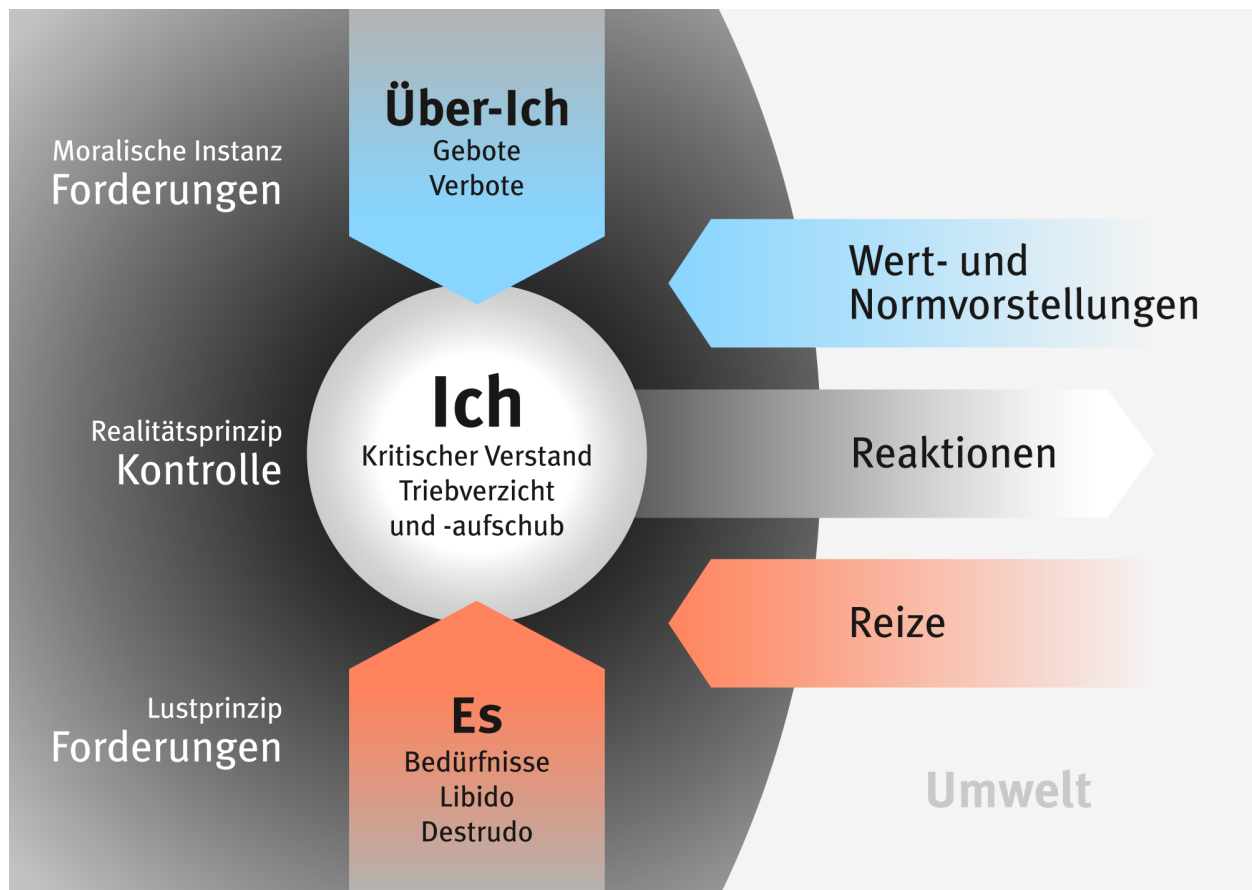 Über-Ich
Gebote
Verbote
Moralische Instanz
Forderungen
Wert- und
Normvorstellungen
Ich
Kritischer Verstand
Triebverzicht
und -aufschub
Realitätsprinzip
Kontrolle
Reaktionen
Reize
Lustprinzip
Forderungen
Es
Bedürfnisse
Libido
Destrudo
Umwelt